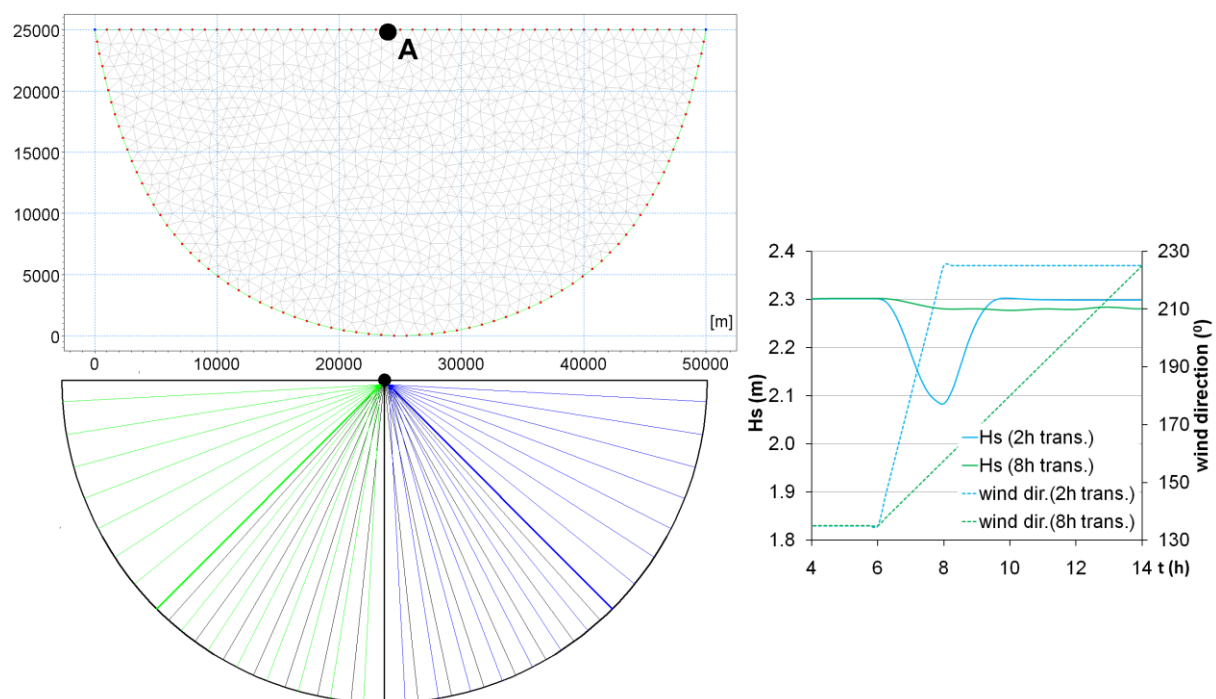 25000
A
20000
15000
10000
5000
0
[m]
0 10000 20000 30000 40000 50000
2.4 230
2.3 210
2.2 190
2.1 170
2.0 150
1.9 130
1.8
Hs (m)
wind direction (⁰)
Hs (2h trans.)
Hs (8h trans.)
wind dir.(2h trans.)
wind dir.(8h trans.)
4 6 8 10 12 14 t (h)